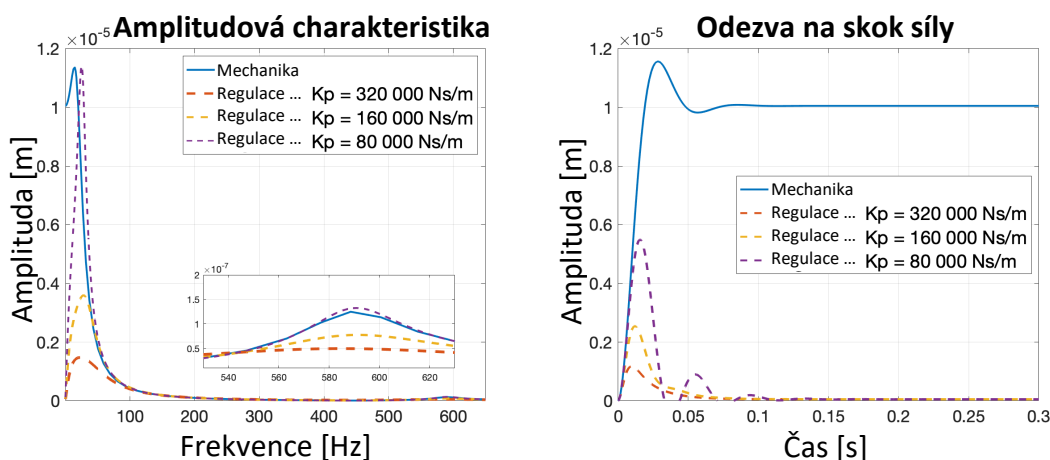 Amplitudová charakteristika
×10⁻⁵
Amplituda [m]
1.2
1
0.8
0.6
0.4
0.2
0
Mechanika
Regulace ... Kp = 320 000 Ns/m
Regulace ... Kp = 160 000 Ns/m
Regulace ... Kp = 80 000 Ns/m
×10⁻⁷
2
1.5
1
0.5
540 560 580 600 620
100 200 300 400 500 600
Frekvence [Hz]
Odezva na skok síly
×10⁻⁵
Amplituda [m]
1.2
1
0.8
0.6
0.4
0.2
0
Mechanika
Regulace ... Kp = 320 000 Ns/m
Regulace ... Kp = 160 000 Ns/m
Regulace ... Kp = 80 000 Ns/m
0 0.05 0.1 0.15 0.2 0.25 0.3
Čas [s]